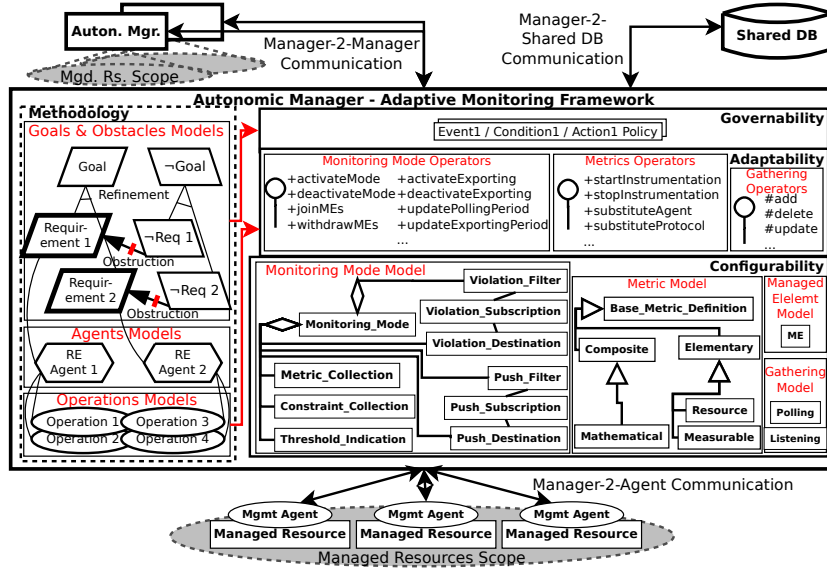 Auton. Mgr.
Mgd. Rs. Scope
Manager-2-Manager
Communication
Manager-2-
Shared DB
Communication
Shared DB
Autonomic Manager - Adaptive Monitoring Framework
Methodology
Goals & Obstacles Models
Goal
¬Goal
Refinement
Requir-
ement 1
¬Req 1
Obstruction
Requir-
ement 2
¬Req 2
Obstruction
Agents Models
RE
Agent 1
RE
Agent 2
Operations Models
Operation 1
Operation 3
Operation 2
Operation 4
Governability
Event1 / Condition1 / Action1 Policy
Adaptability
Monitoring Mode Operators
+activateMode
+deactivateMode
+joinMEs
+withdrawMEs
+activateExporting
+deactivateExporting
+updatePollingPeriod
+updateExportingPeriod
...
Metrics Operators
+startInstrumentation
+stopInstrumentation
+substituteAgent
+substituteProtocol
...
Gathering
Operators
#add
#delete
#update
...
Configurability
Monitoring Mode Model
Violation_Filter
Violation_Subscription
Monitoring_Mode
Violation_Destination
Metric_Collection
Push_Filter
Constraint_Collection
Push_Subscription
Threshold_Indication
Push_Destination
Metric Model
Base_Metric_Definition
Composite
Elementary
Resource
Mathematical
Measurable
Managed
Elelemt
Model
ME
Gathering
Model
Polling
Listening
Manager-2-Agent Communication
Mgmt Agent
Mgmt Agent
Mgmt Agent
Managed Resource
Managed Resource
Managed Resource
Managed Resources Scope